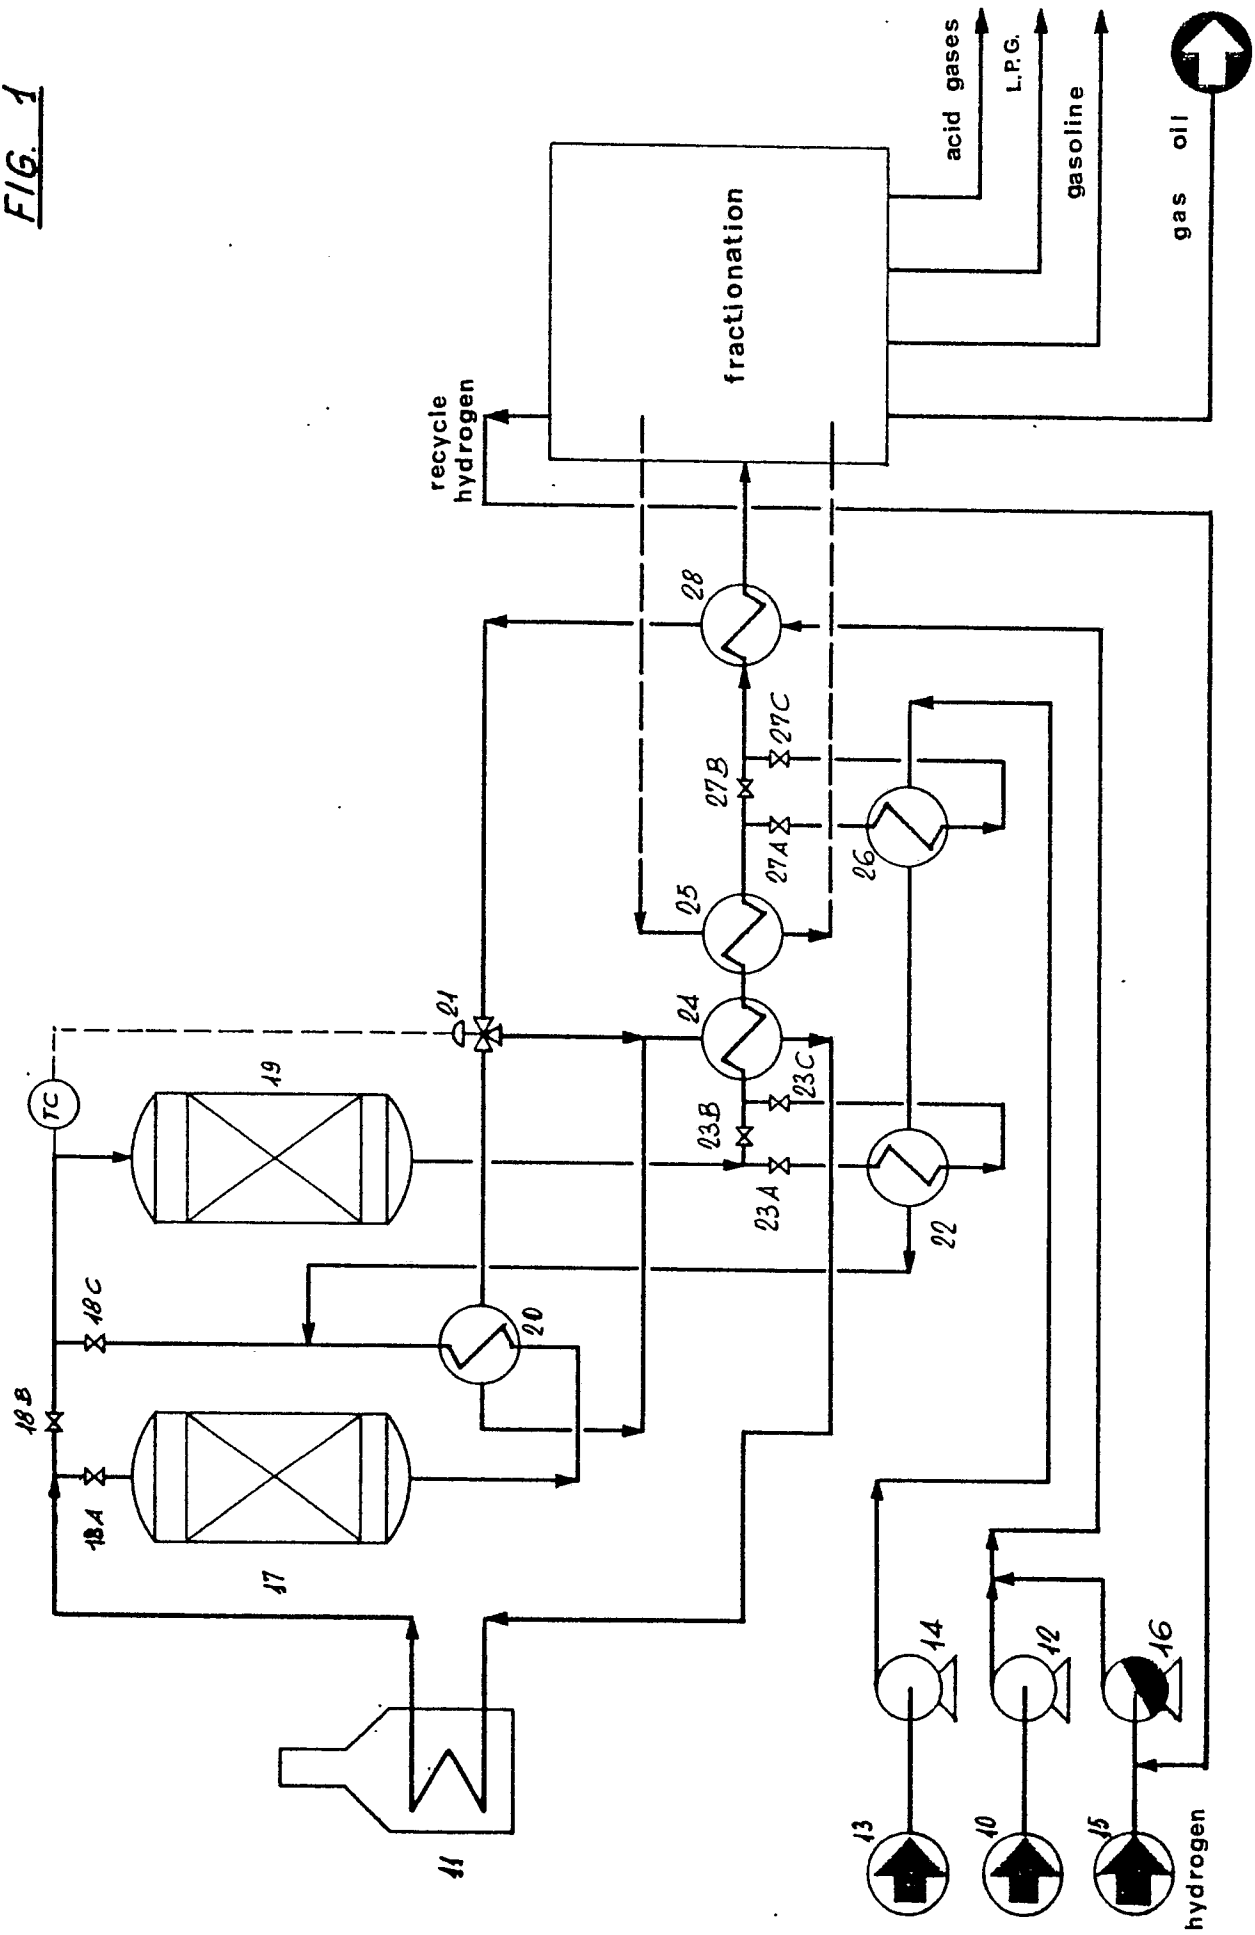 FIG. 1
acid gases
L.P.G.
gasoline
gas oil
fractionation
recycle
hydrogen
28
27C
27B
27A
26
25
24
23C
23B
23A
22
21
TC
19
20
18C
18B
18A
17
14
12
16
11
13
10
15
hydrogen